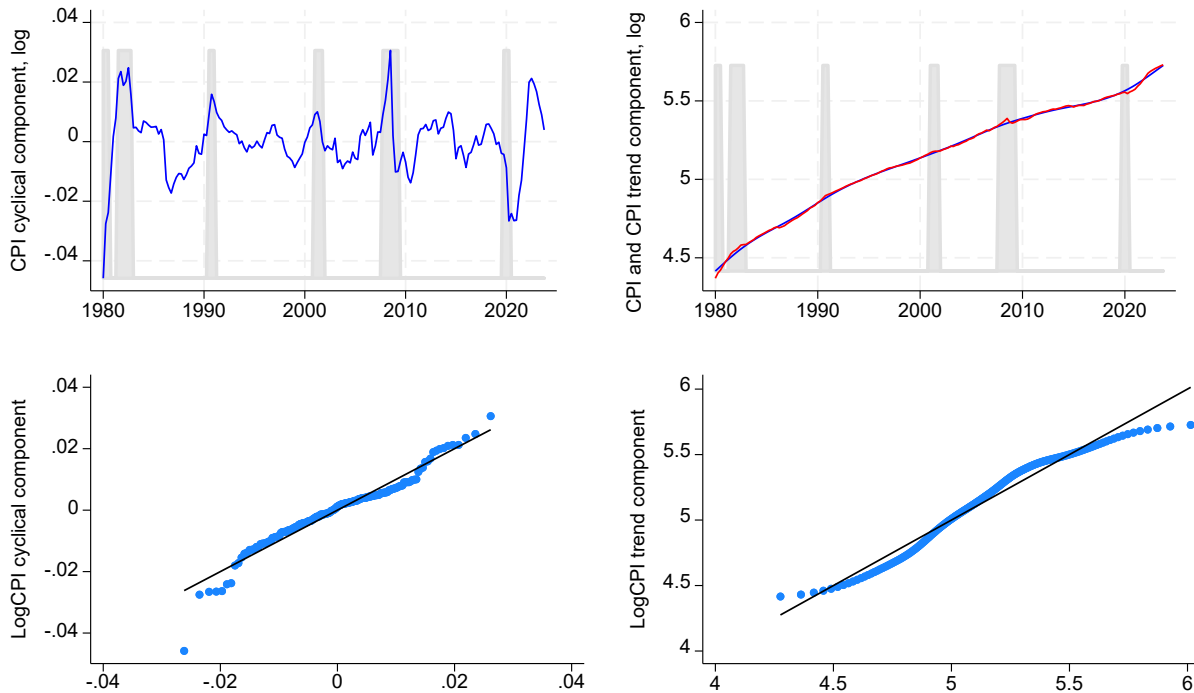 CPI cyclical component, log
.04
.02
0
-.02
-.04
1980 1990 2000 2010 2020
CPI and CPI trend component, log
6
5.5
5
4.5
1980 1990 2000 2010 2020
LogCPI cyclical component
.04
.02
0
-.02
-.04
-.04 -.02 0 .02 .04
LogCPI trend component
6
5.5
5
4.5
4
4 4.5 5 5.5 6